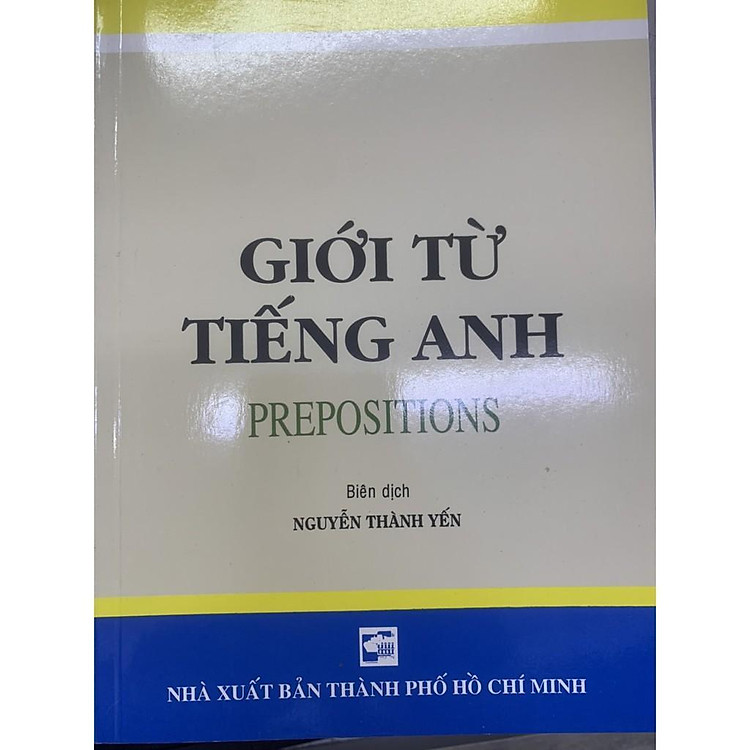 GIỚI TỪ
TIẾNG ANH
PREPOSITIONS
Biên dịch
NGUYỄN THÀNH YẾN
NHÀ XUẤT BẢN THÀNH PHỐ HỒ CHÍ MINH